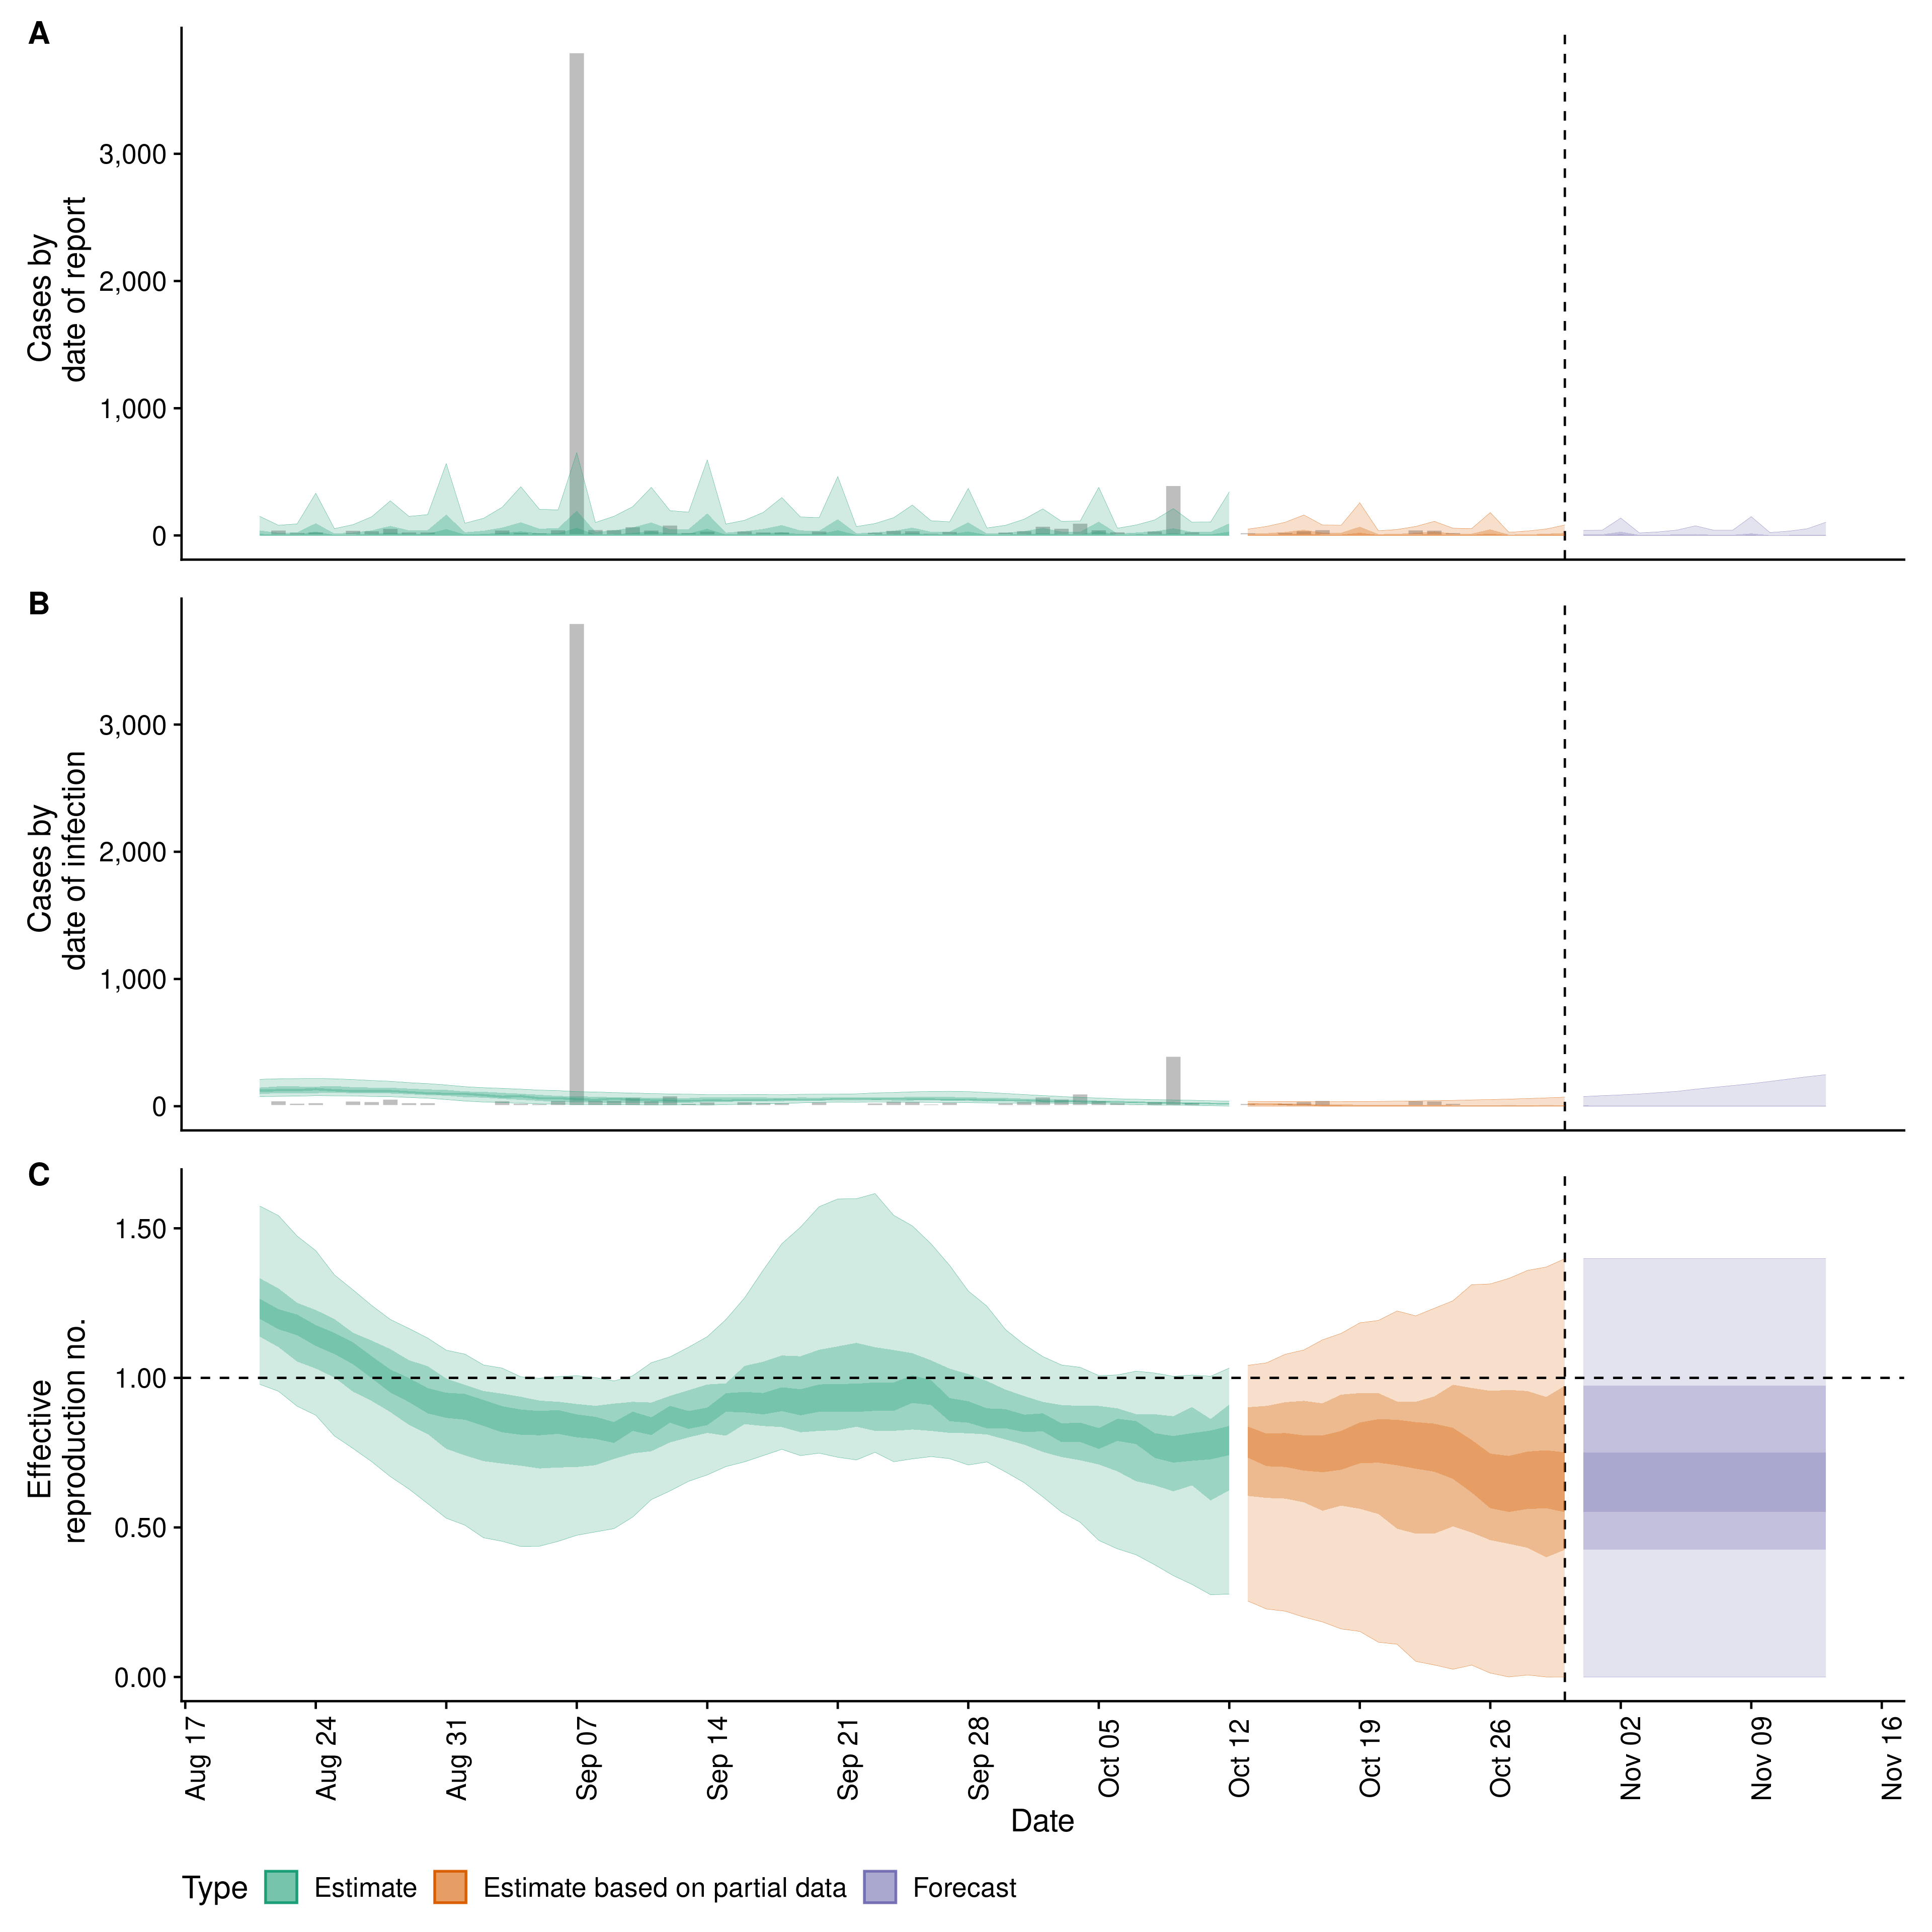 A
Cases by
date of report
3,000
2,000
1,000
0
B
Cases by
date of infection
3,000
2,000
1,000
0
C
Effective
reproduction no.
1.50
1.00
0.50
0.00
Aug 17
Aug 24
Aug 31
Sep 07
Sep 14
Sep 21
Sep 28
Oct 05
Oct 12
Oct 19
Oct 26
Nov 02
Nov 09
Nov 16
Date
Type Estimate Estimate based on partial data Forecast